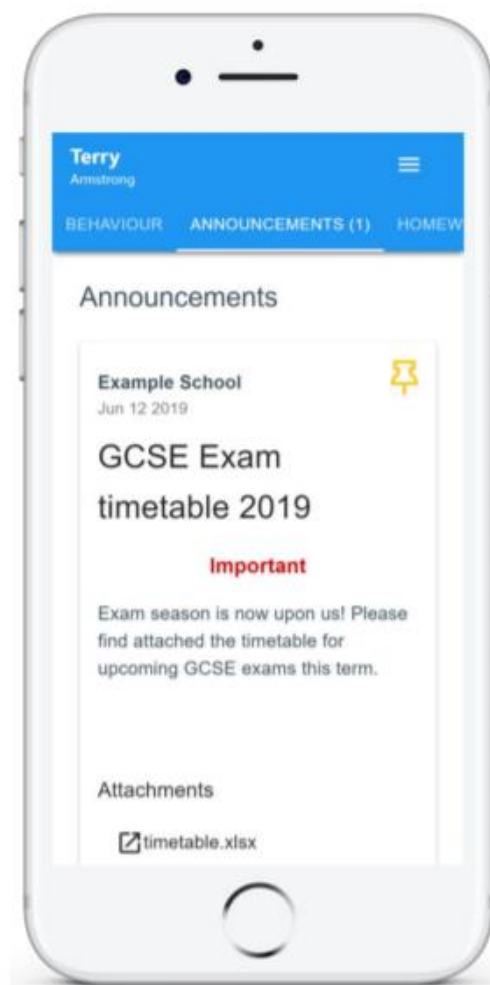 Terry
Armstrong
BEHAVIOUR ANNOUNCEMENTS (1) HOMEW
Announcements
Example School
Jun 12 2019
GCSE Exam
timetable 2019
Important
Exam season is now upon us! Please
find attached the timetable for
upcoming GCSE exams this term.
Attachments
timetable.xlsx